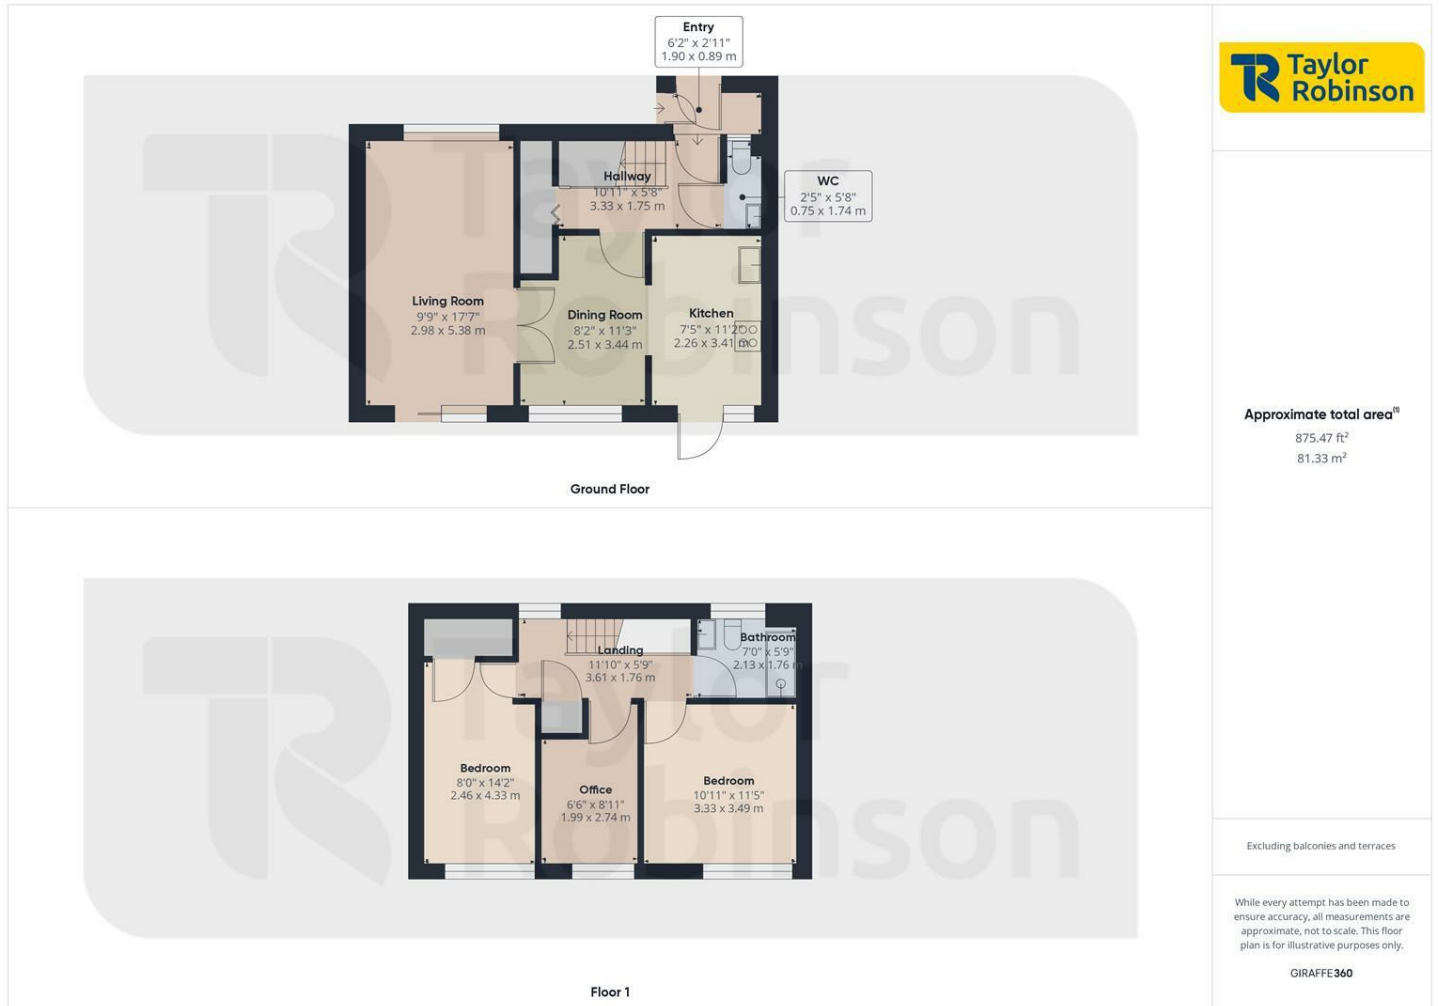 Entry
6'2" x 2'11"
1.90 x 0.89 m
Taylor
Robinson
Hallway
10'11" x 5'8"
3.33 x 1.75 m
WC
2'5" x 5'8"
0.75 x 1.74 m
Living Room
9'9" x 17'7"
2.98 x 5.38 m
Dining Room
8'2" x 11'3"
2.51 x 3.44 m
Kitchen
7'5" x 11'2"
2.26 x 3.41 m
Taylor
Robinson
Ground Floor
Approximate total area⁽¹⁾
875.47 ft²
81.33 m²
Landing
11'10" x 5'9"
3.61 x 1.76 m
Bathroom
7'0" x 5'9"
2.13 x 1.76 m
Bedroom
8'0" x 14'2"
2.46 x 4.33 m
Office
6'6" x 8'11"
1.99 x 2.74 m
Bedroom
10'11" x 11'5"
3.33 x 3.49 m
Taylor
Robinson
Floor 1
Excluding balconies and terraces
While every attempt has been made to
ensure accuracy, all measurements are
approximate, not to scale. This floor
plan is for illustrative purposes only.
GIRAFFE360